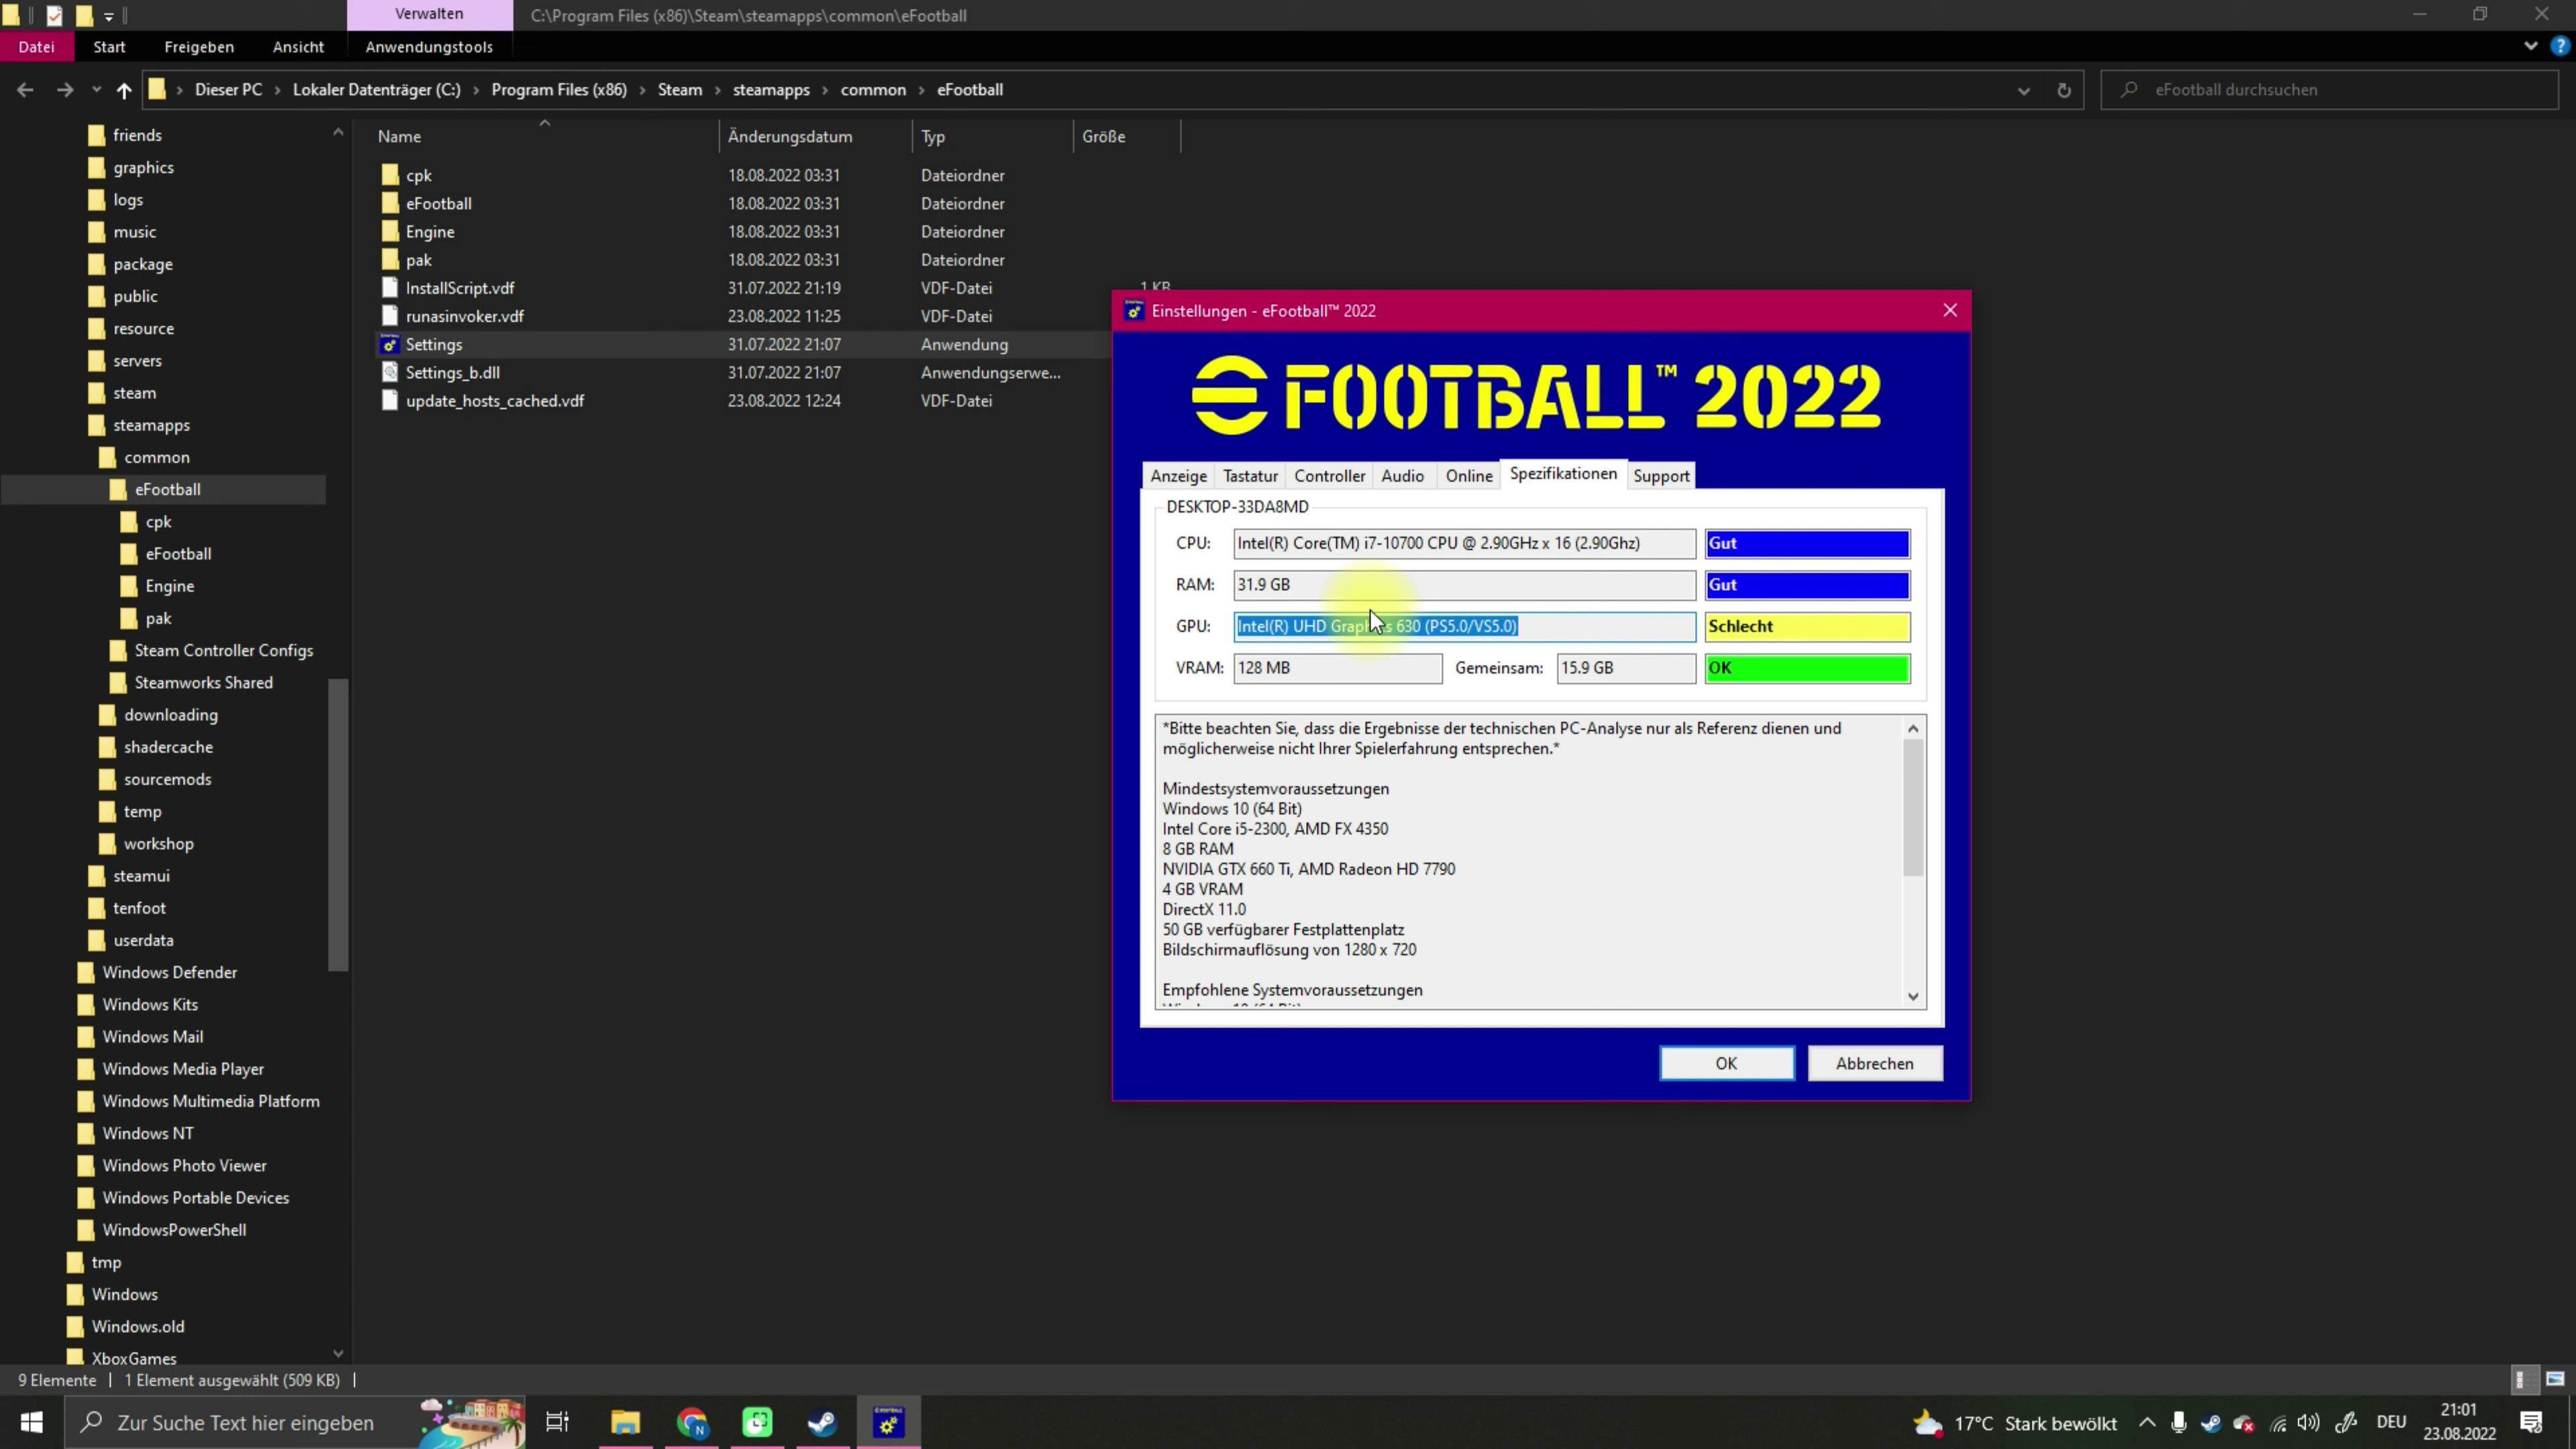 Verwalten
C:\Program Files (x86)\Steam\steamapps\common\eFootball
Datei
Start
Freigeben
Ansicht
Anwendungstools
Dieser PC
Lokaler Datenträger (C:)
Program Files (x86)
Steam
steamapps
common
eFootball
eFootball durchsuchen
friends
graphics
logs
music
package
public
resource
servers
steam
steamapps
common
eFootball
cpk
eFootball
Engine
pak
Steam Controller Configs
Steamworks Shared
downloading
shadercache
sourcemods
temp
workshop
steamui
tenfoot
userdata
Windows Defender
Windows Kits
Windows Mail
Windows Media Player
Windows Multimedia Platform
Windows NT
Windows Photo Viewer
Windows Portable Devices
WindowsPowerShell
tmp
Windows
Windows.old
XboxGames
Name Änderungsdatum Typ Größe
cpk 18.08.2022 03:31 Dateiordner
eFootball 18.08.2022 03:31 Dateiordner
Engine 18.08.2022 03:31 Dateiordner
pak 18.08.2022 03:31 Dateiordner
InstallScript.vdf 31.07.2022 21:19 VDF-Datei 1 KB
runasinvoker.vdf 23.08.2022 11:25 VDF-Datei
Settings 31.07.2022 21:07 Anwendung
Settings_b.dll 31.07.2022 21:07 Anwendungserwe...
update_hosts_cached.vdf 23.08.2022 12:24 VDF-Datei
Einstellungen - eFootball™ 2022
FOOTBALL™ 2022
Anzeige Tastatur Controller Audio Online Spezifikationen Support
DESKTOP-33DA8MD
CPU: Intel(R) Core(TM) i7-10700 CPU @ 2.90GHz x 16 (2.90Ghz) Gut
RAM: 31.9 GB Gut
GPU: Intel(R) UHD Graphics 630 (PS5.0/VS5.0) Schlecht
VRAM: 128 MB Gemeinsam: 15.9 GB OK
*Bitte beachten Sie, dass die Ergebnisse der technischen PC-Analyse nur als Referenz dienen und
möglicherweise nicht Ihrer Spielerfahrung entsprechen.*
Mindestsystemvoraussetzungen
Windows 10 (64 Bit)
Intel Core i5-2300, AMD FX 4350
8 GB RAM
NVIDIA GTX 660 Ti, AMD Radeon HD 7790
4 GB VRAM
DirectX 11.0
50 GB verfügbarer Festplattenplatz
Bildschirmauflösung von 1280 x 720
Empfohlene Systemvoraussetzungen
OK Abbrechen
9 Elemente
1 Element ausgewählt (509 KB)
Zur Suche Text hier eingeben
17°C Stark bewölkt
DEU
21:01
23.08.2022